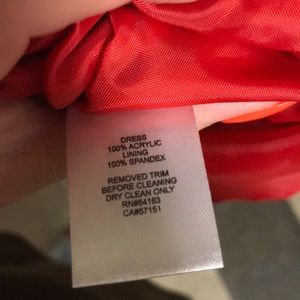 DRESS
100% ACRYLIC
LINING
100% SPANDEX
REMOVED TRIM
BEFORE CLEANING
DRY CLEAN ONLY
RN#54163
CA#57151